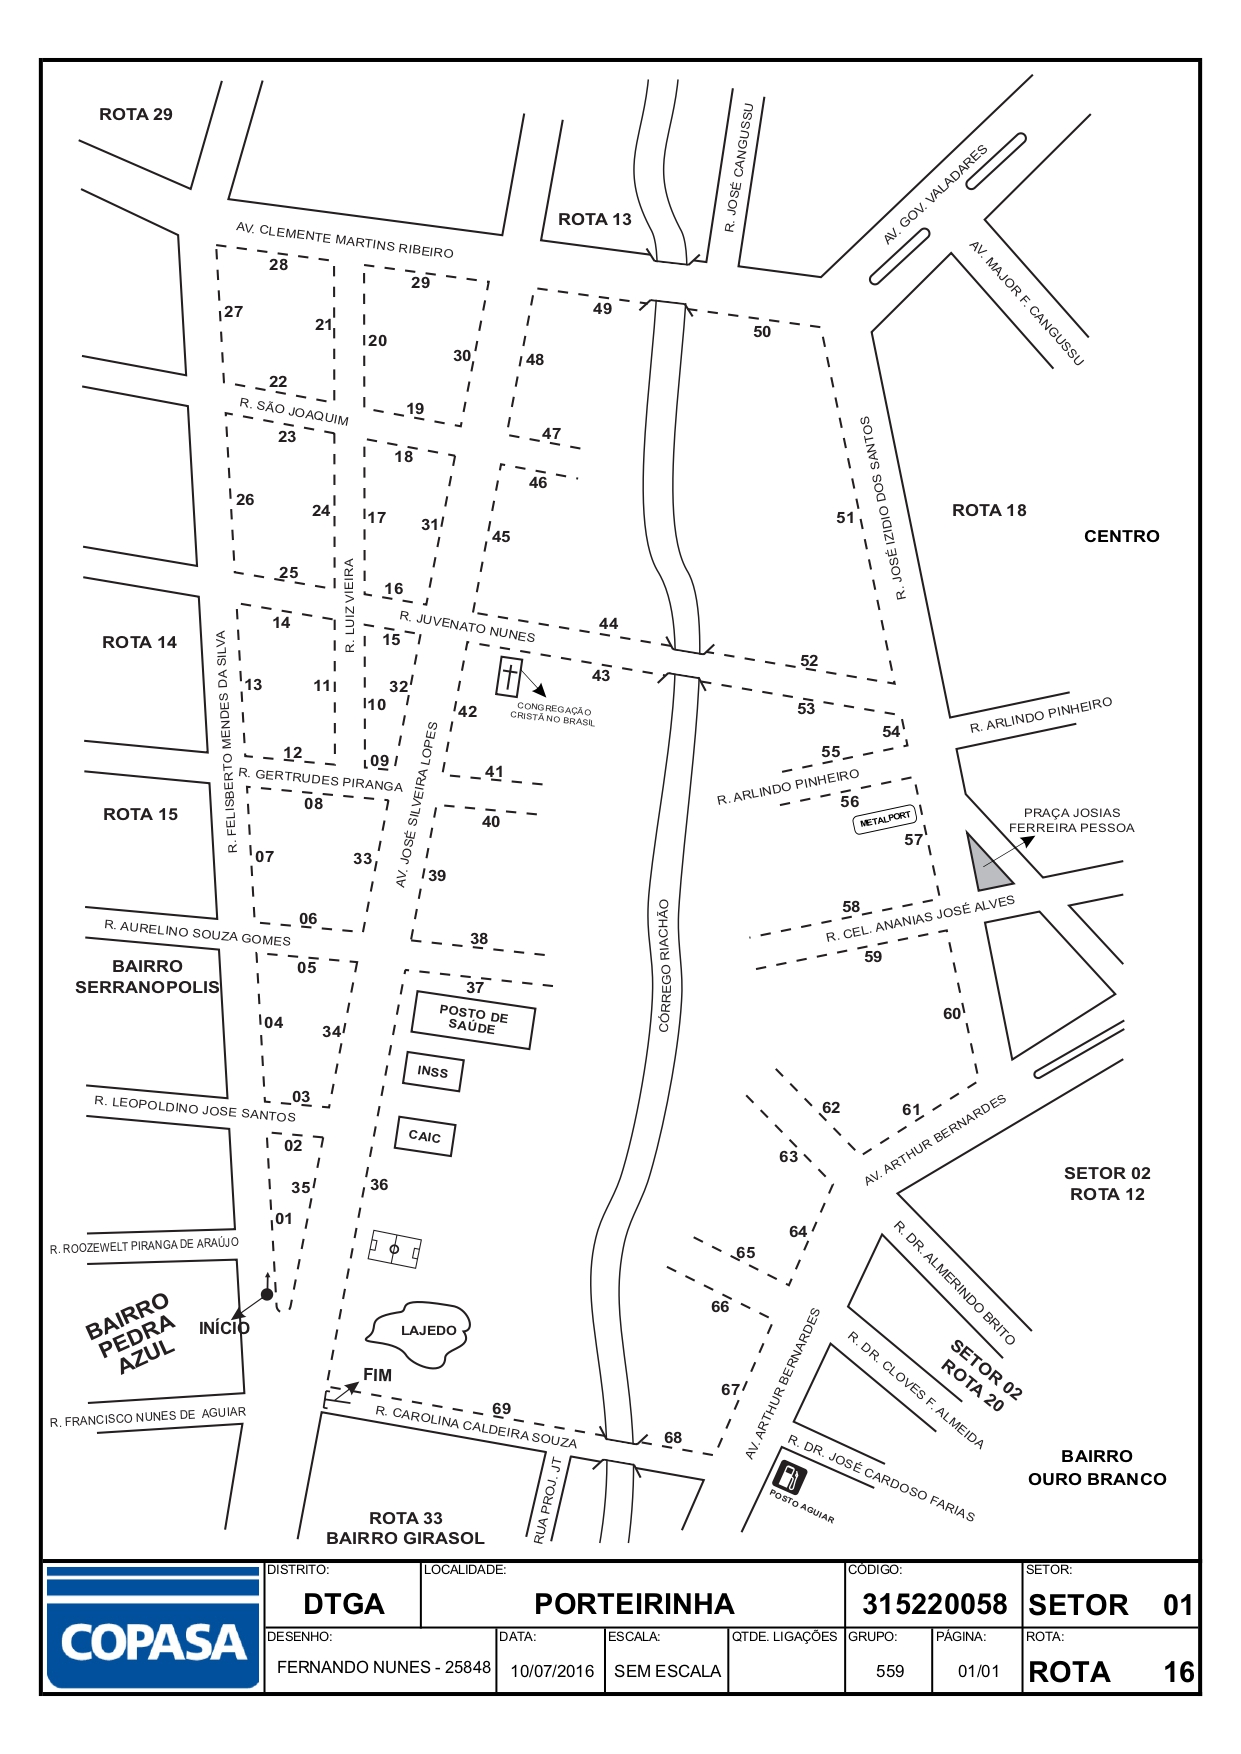 ROTA 29
ROTA 13
R. JOSÉ CANGUSSU
AV. GOV. VALADARES
AV. MAJOR F. CANGUSSU
AV. CLEMENTE MARTINS RIBEIRO
28
29
27
21
20
30
48
49
50
22
19
R. SÃO JOAQUIM
23
18
47
46
26
24
17
31
45
51
R. JOSÉ IZIDIO DOS SANTOS
ROTA 18
CENTRO
25
16
R. LUIZ VIEIRA
R. JUVENATO NUNES
14
15
44
ROTA 14
R. FELISBERTO MENDES DA SILVA
13
11
10
32
42
43
52
53
CONGREGAÇÃO
CRISTÃ NO BRASIL
54
55
R. ARLINDO PINHEIRO
12
09
41
R. GERTRUDES PIRANGA
AV. JOSÉ SILVEIRA LOPES
R. ARLINDO PINHEIRO
56
METALPORT
57
ROTA 15
08
40
PRAÇA JOSIAS
FERREIRA PESSOA
07
33
39
06
38
58
R. CEL. ANANIAS JOSÉ ALVES
59
R. AURELINO SOUZA GOMES
CÓRREGO RIACHÃO
BAIRRO
SERRANOPOLIS
05
37
POSTO DE
SAÚDE
04
34
60
INSS
03
R. LEOPOLDINO JOSE SANTOS
CAIC
02
62
61
63
AV. ARTHUR BERNARDES
SETOR 02
ROTA 12
35
36
01
R. ROOZEWELT PIRANGA DE ARAÚJO
64
65
R. DR. ALMERINDO BRITO
66
BAIRRO
PEDRA
AZUL
INÍCIO
LAJEDO
AV. ARTHUR BERNARDES
R. DR. CLOVES F. ALMEIDA
SETOR 02
ROTA 20
FIM
67
R. FRANCISCO NUNES DE AGUIAR
69
R. CAROLINA CALDEIRA SOUZA
68
R. DR. JOSÉ CARDOSO FARIAS
POSTO AGUIAR
RUA PROJ. JT
BAIRRO
OURO BRANCO
ROTA 33
BAIRRO GIRASOL
COPASA
DISTRITO:
DTGA
LOCALIDADE:
PORTEIRINHA
CÓDIGO:
315220058
SETOR:
SETOR 01
DESENHO:
FERNANDO NUNES - 25848
DATA:
10/07/2016
ESCALA:
SEM ESCALA
QTDE. LIGAÇÕES
GRUPO:
559
PÁGINA:
01/01
ROTA:
ROTA 16